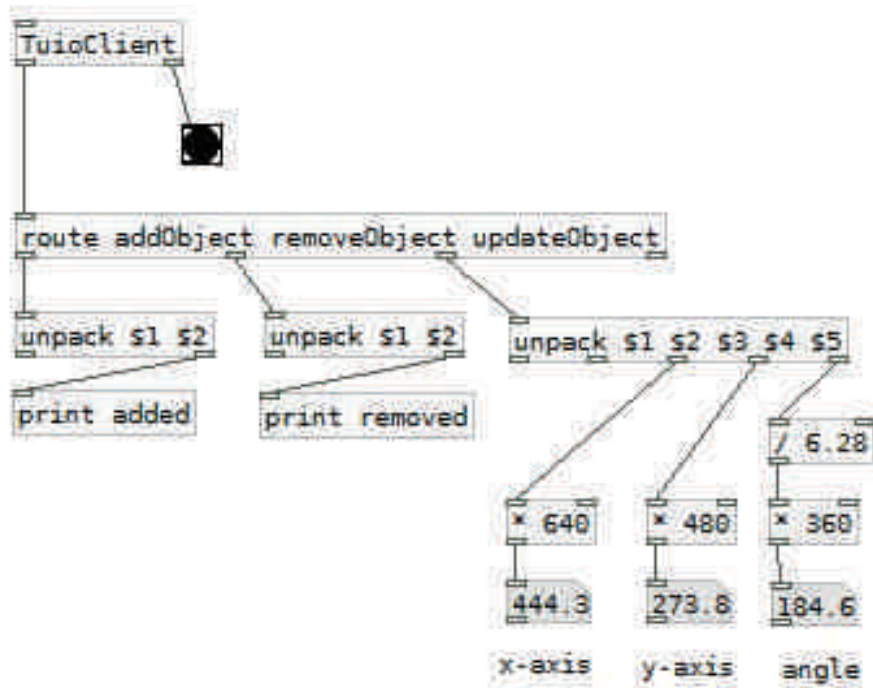 TuioClient
route addObject removeObject updateObject
unpack $1 $2
unpack $1 $2
unpack $1 $2 $3 $4 $5
print added
print removed
/ 6.28
* 640
* 480
* 360
444.3
273.8
184.6
x-axis
y-axis
angle